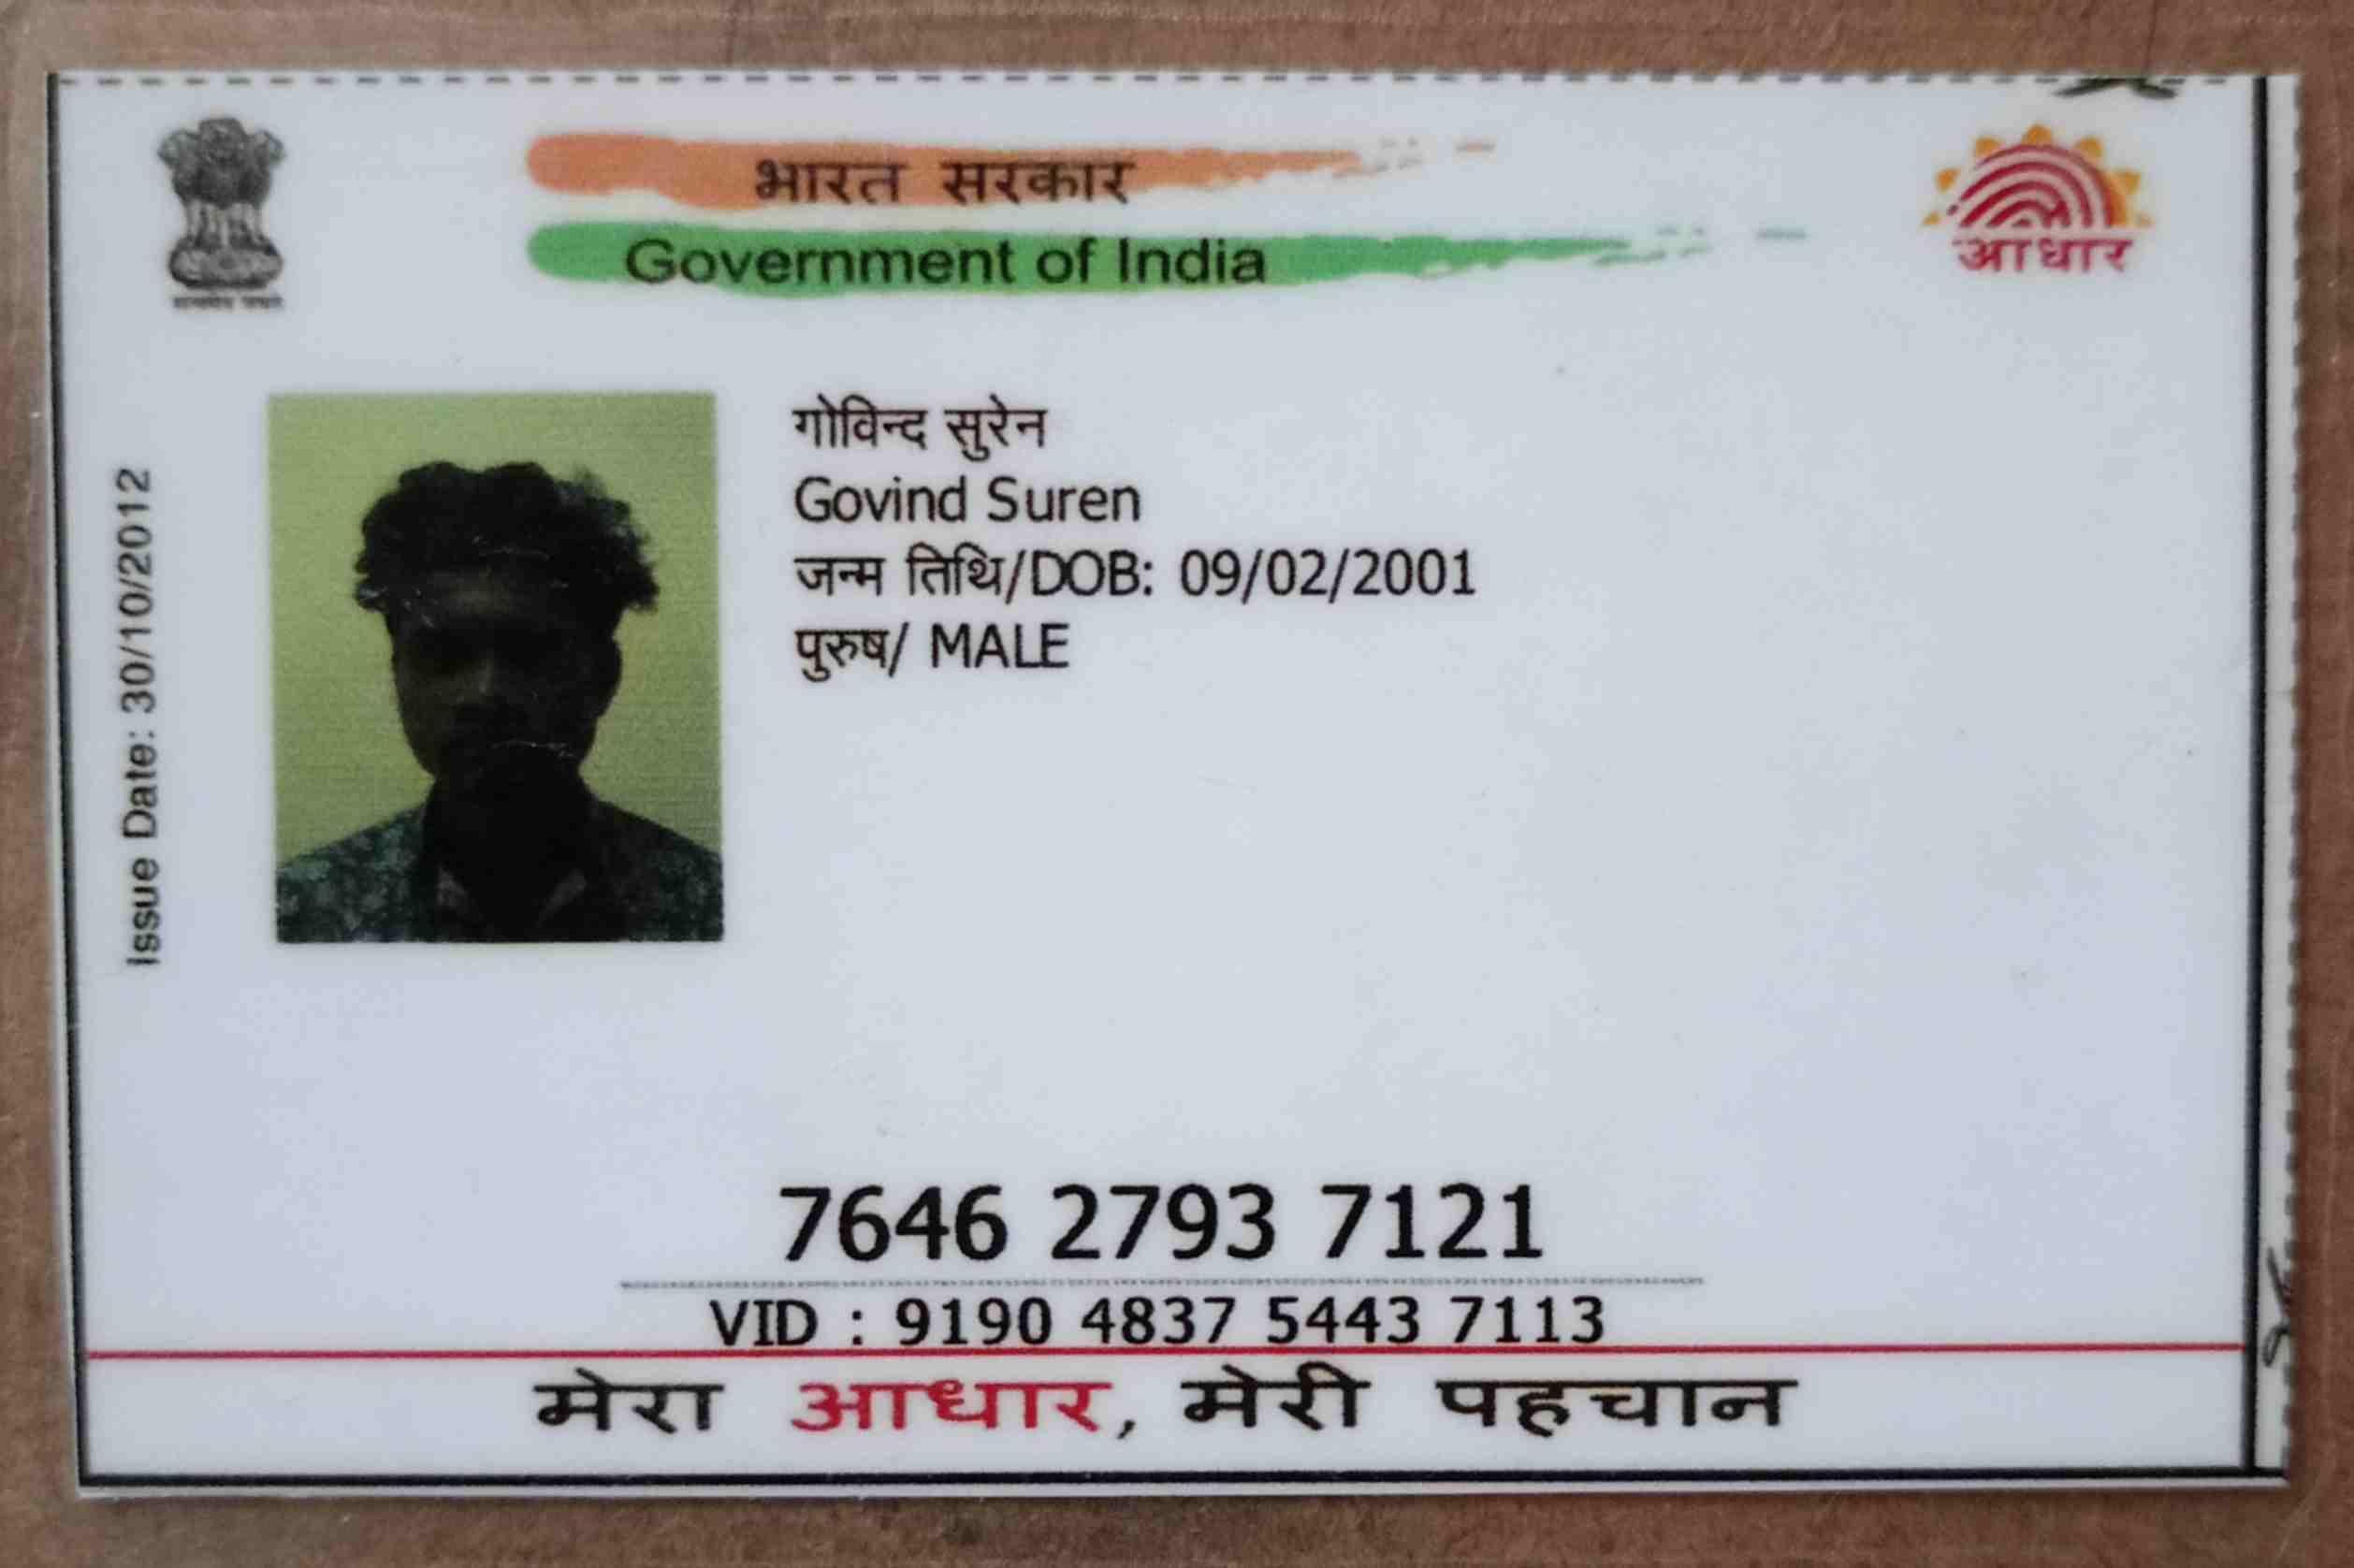 भारत सरकार
Government of India
आधार
Issue Date: 30/10/2012
गोविन्द सुरेन
Govind Suren
जन्म तिथि/DOB: 09/02/2001
पुरुष/ MALE
7646 2793 7121
VID : 9190 4837 5443 7113
मेरा आधार, मेरी पहचान